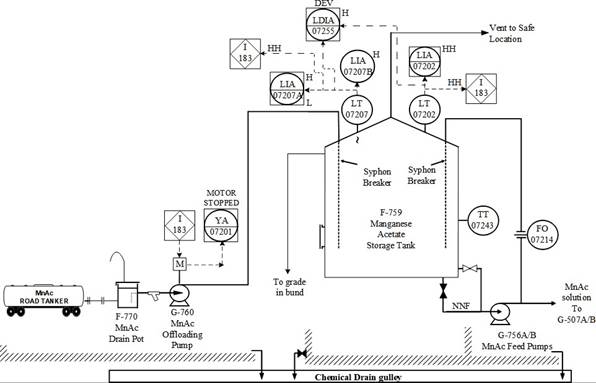 DEV
LDIA
07255
H
Vent to Safe
Location
I
183
HH
LIA
07207B
H
LIA
07202
HH
LIA
07207A
H
L
LT
07207
LT
07202
HH
I
183
Syphon
Breaker
Syphon
Breaker
MOTOR
STOPPED
I
183
YA
07201
F-759
Manganese
Acetate
Storage Tank
TT
07243
FO
07214
M
To grade
in bund
MnAc
ROAD TANKER
F-770
MnAc
Drain Pot
G-760
MnAc
Offloading
Pump
NNF
MnAc
solution
To
G-507A/B
G-756A/B
MnAc Feed Pumps
Chemical Drain gulley